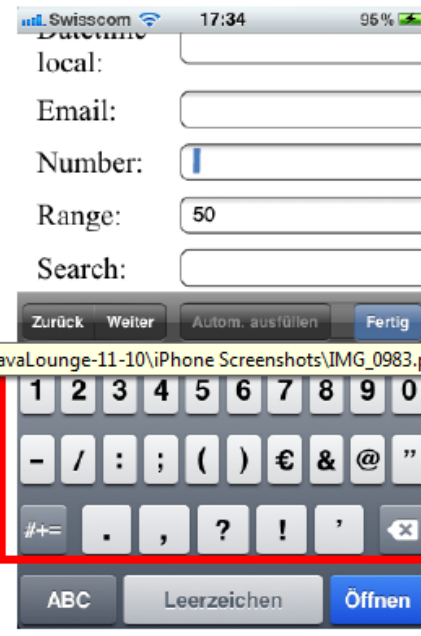 Swisscom 17:34 95%
Datetime
local:
Email:
Number:
Range: 50
Search:
Zurück Weiter Autom. ausfüllen Fertig
avaLounge-11-10\iPhone Screenshots\IMG_0983.p
1 2 3 4 5 6 7 8 9 0
- / : ; ( ) € & @ "
#+= . , ? ! '
ABC Leerzeichen Öffnen